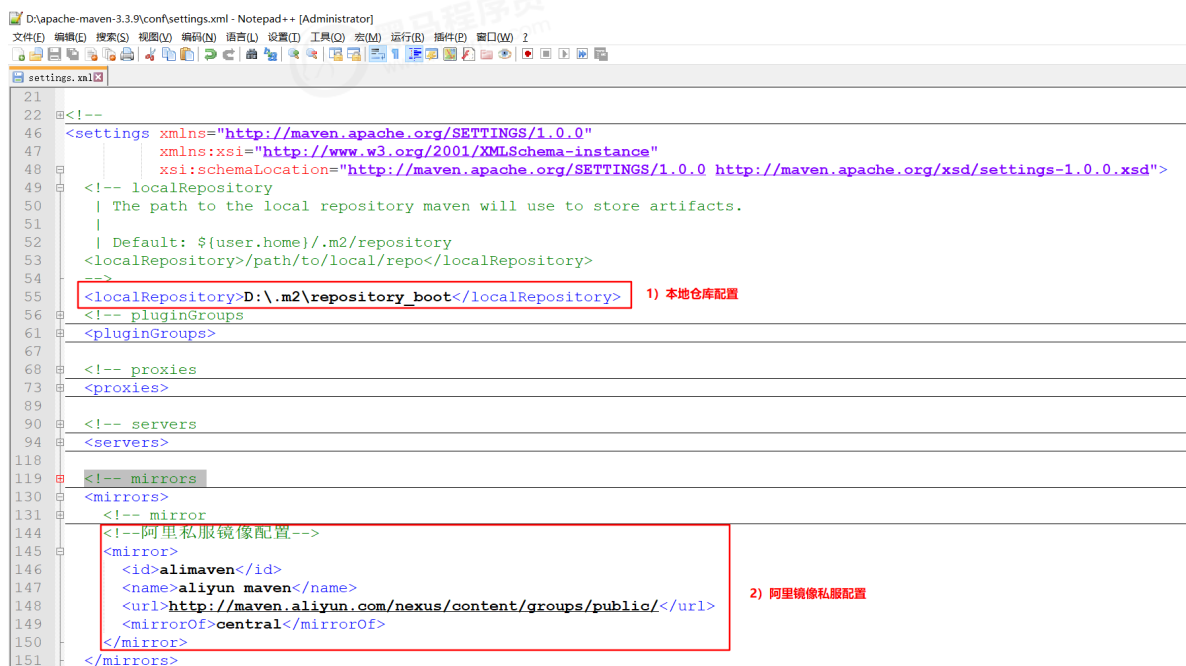 D:\apache-maven-3.3.9\conf\settings.xml - Notepad++ [Administrator]
文件(F) 编辑(E) 搜索(S) 视图(V) 编码(N) 语言(L) 设置(T) 工具(O) 宏(M) 运行(R) 插件(P) 窗口(W) ?
settings.xml
21
22 <!--
46 <settings xmlns="http://maven.apache.org/SETTINGS/1.0.0"
47 xmlns:xsi="http://www.w3.org/2001/XMLSchema-instance"
48 xsi:schemaLocation="http://maven.apache.org/SETTINGS/1.0.0 http://maven.apache.org/xsd/settings-1.0.0.xsd">
49 <!-- localRepository
50 | The path to the local repository maven will use to store artifacts.
51 |
52 | Default: ${user.home}/.m2/repository
53 <localRepository>/path/to/local/repo</localRepository>
54 -->
55 <localRepository>D:\.m2\repository_boot</localRepository> 1）本地仓库配置
56 <!-- pluginGroups
61 <pluginGroups>
67
68 <!-- proxies
73 <proxies>
89
90 <!-- servers
94 <servers>
118
119 <!-- mirrors
130 <mirrors>
131 <!-- mirror
144 <!--阿里私服镜像配置-->
145 <mirror>
146 <id>alimaven</id>
147 <name>aliyun maven</name> 2）阿里镜像私服配置
148 <url>http://maven.aliyun.com/nexus/content/groups/public/</url>
149 <mirrorOf>central</mirrorOf>
150 </mirror>
151 </mirrors>